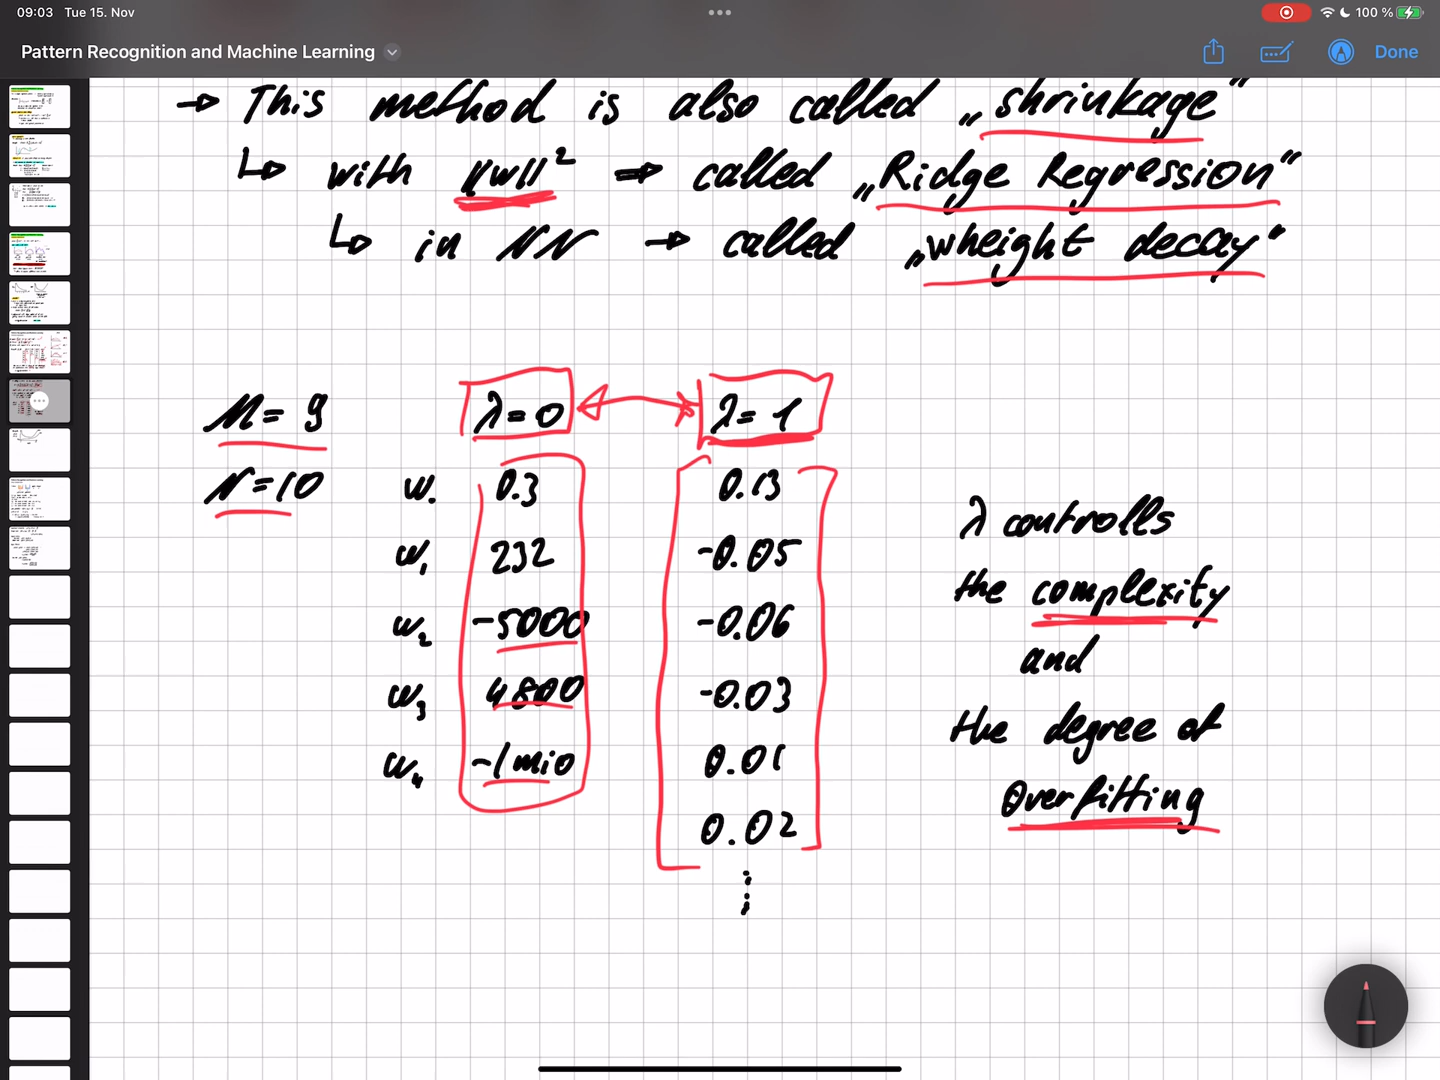 09:03 Tue 15. Nov
100 %
Pattern Recognition and Machine Learning
Done
→ This method is also called „shrinkage"
↳ with ||w||² ⇒ called „Ridge Regression"
↳ in NN → called „wheight decay"
M = 9 λ = 0 λ = 1
N = 10 w. 0.3 0.13
w₁ 232 -0.05
w₂ -5000 -0.06
w₃ 4800 -0.03
w₄ -1 mio 0.01
0.02
⋮
λ controlls
the complexity
and
the degree of
Overfitting